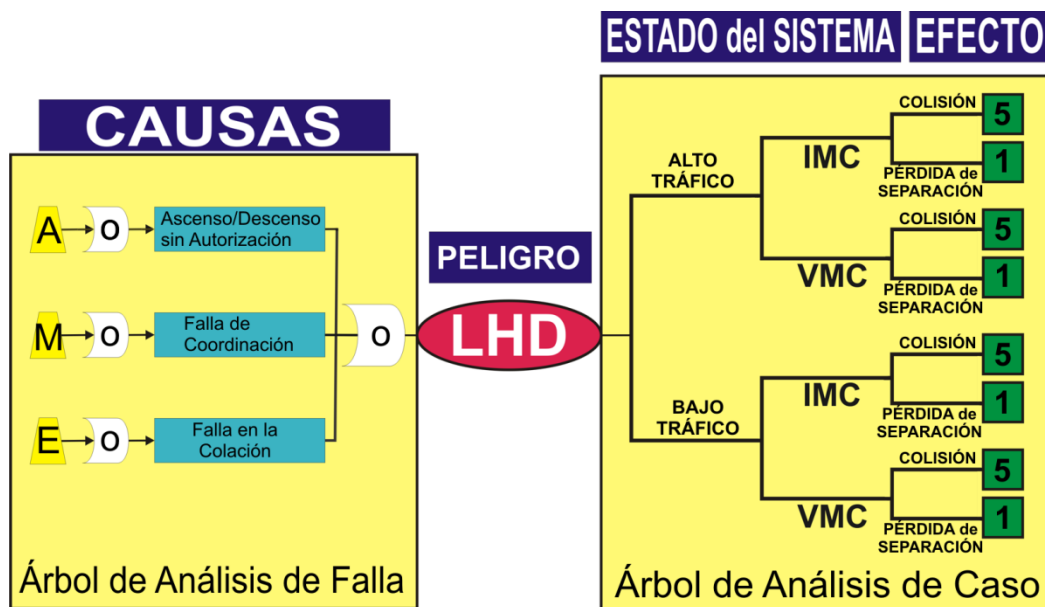 CAUSAS
A
O
Ascenso/Descenso
sin Autorización
M
O
Falla de
Coordinación
E
O
Falla en la
Colación
O
Árbol de Análisis de Falla
PELIGRO
LHD
ESTADO del SISTEMA
EFECTO
ALTO
TRÁFICO
IMC
COLISIÓN
5
PÉRDIDA de
SEPARACIÓN
1
VMC
COLISIÓN
5
PÉRDIDA de
SEPARACIÓN
1
BAJO
TRÁFICO
IMC
COLISIÓN
5
PÉRDIDA de
SEPARACIÓN
1
VMC
COLISIÓN
5
PÉRDIDA de
SEPARACIÓN
1
Árbol de Análisis de Caso